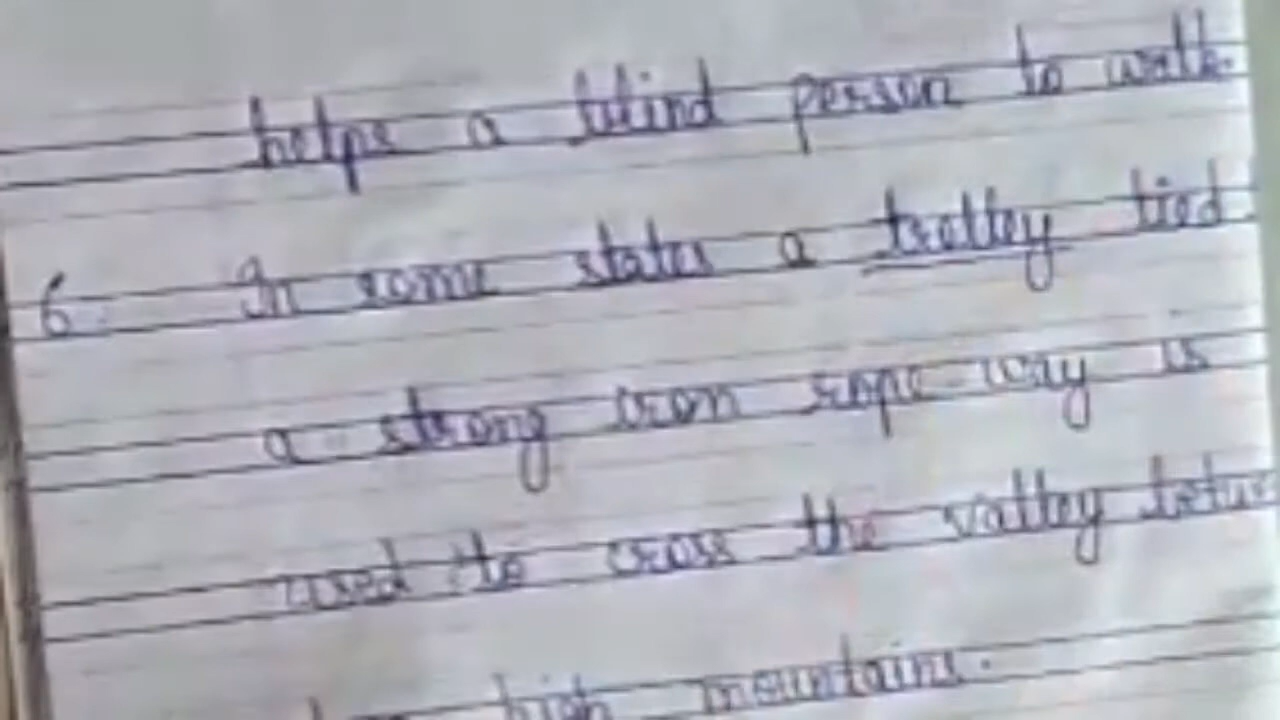 helps a blind person to walk.
6. In some states a trolley tied
a strong iron rope-way is
used to cross the valley
high mountains.